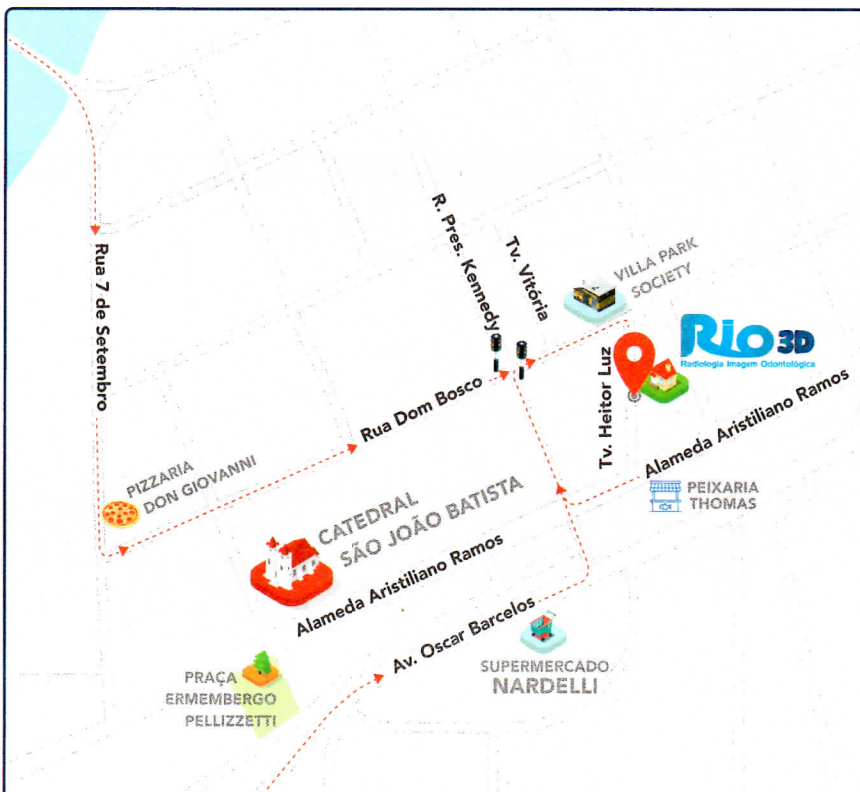 R. Pres. Kennedy
Tv. Vitória
VILLA PARK
SOCIETY
Rua 7 de Setembro
RIO 3D
Radiologia Imagem Odontológica
Tv. Heitor Luz
Rua Dom Bosco
Alameda Aristiliano Ramos
PIZZARIA
DON GIOVANNI
CATEDRAL
SÃO JOÃO BATISTA
PEIXARIA
THOMAS
Alameda Aristiliano Ramos
Av. Oscar Barcelos
SUPERMERCADO
NARDELLI
PRAÇA
ERMEMBERGO
PELLIZZETTI